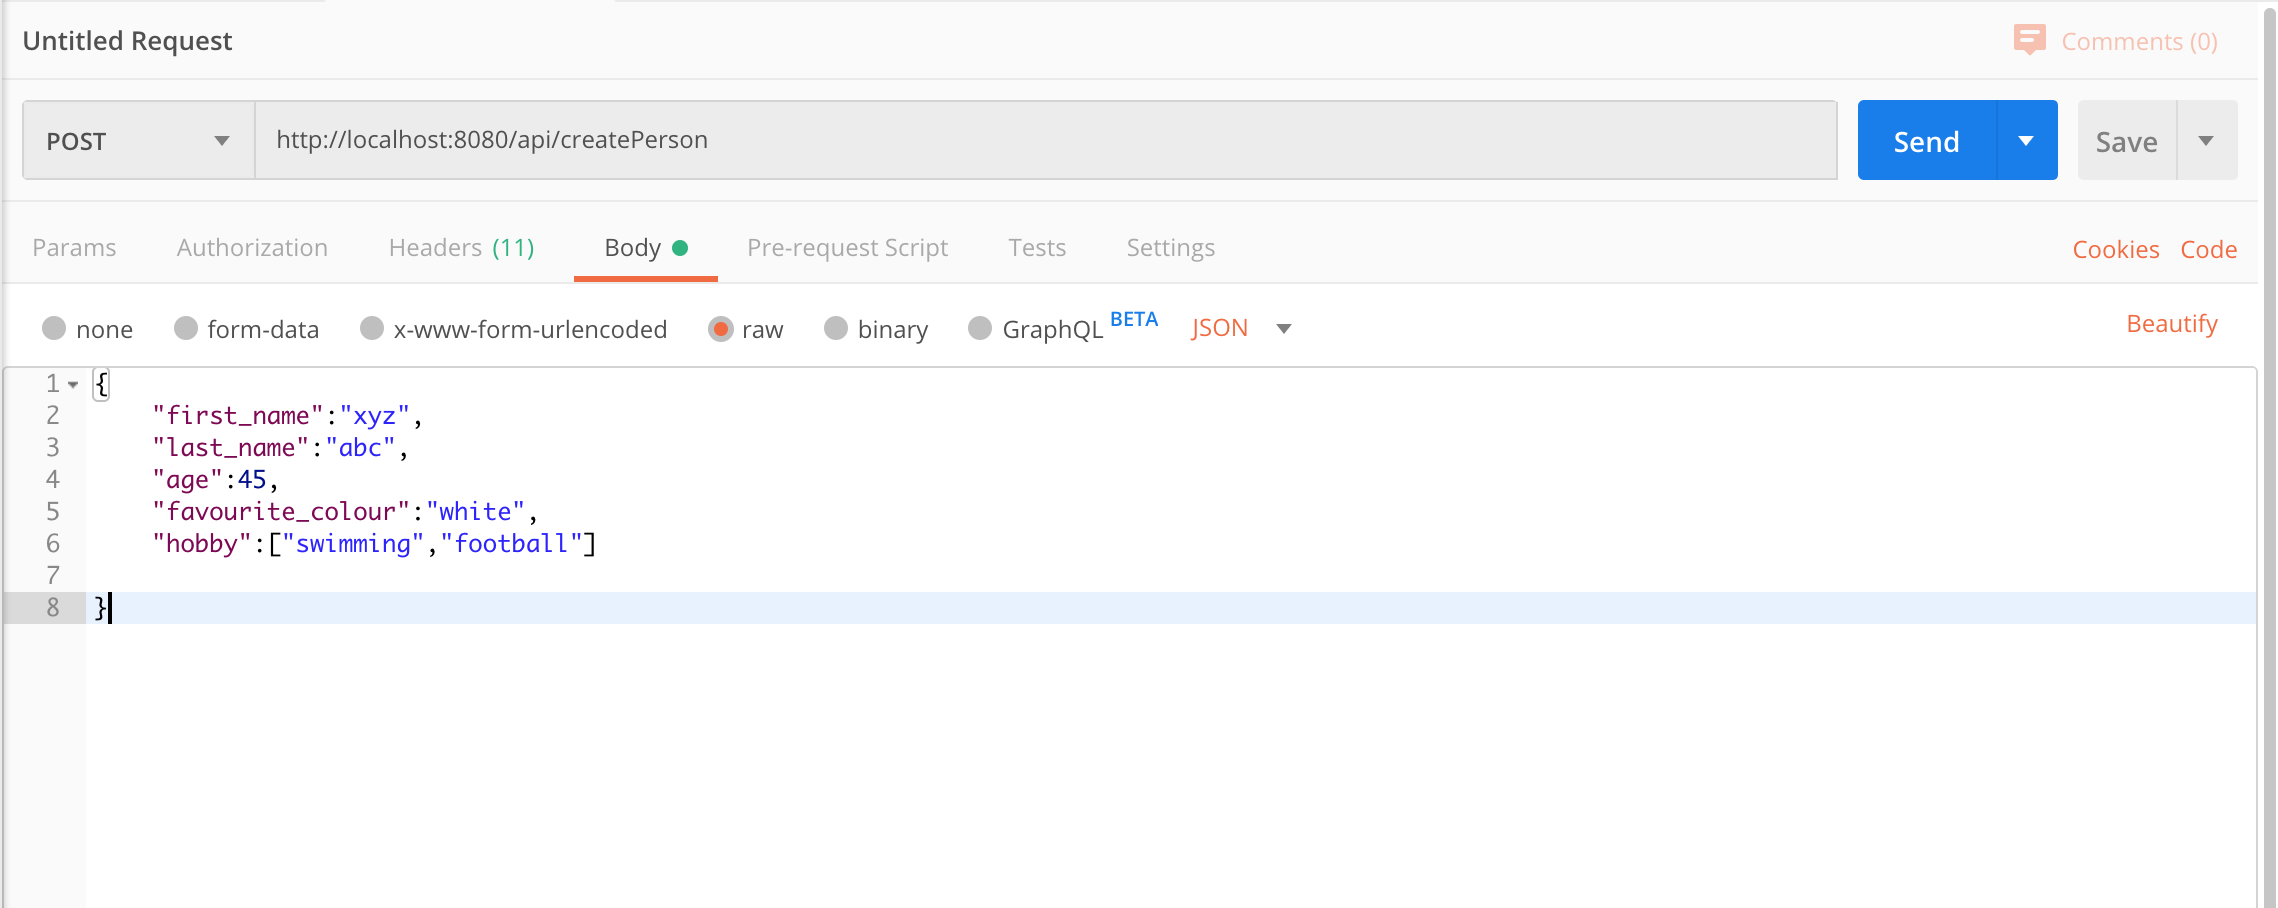 Untitled Request
Comments (0)
POST
http://localhost:8080/api/createPerson
Send
Save
Params Authorization Headers (11) Body Pre-request Script Tests Settings
Cookies Code
none form-data x-www-form-urlencoded raw binary GraphQL BETA JSON
Beautify
1 {
2 "first_name":"xyz",
3 "last_name":"abc",
4 "age":45,
5 "favourite_colour":"white",
6 "hobby":["swimming","football"]
7
8 }